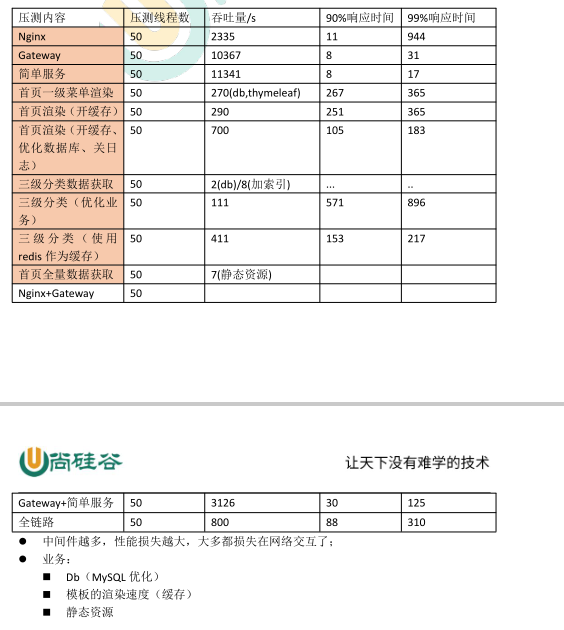 压测内容 压测线程数 吞吐量/s 90%响应时间 99%响应时间
Nginx 50 2335 11 944
Gateway 50 10367 8 31
简单服务 50 11341 8 17
首页一级菜单渲染 50 270(db,thymeleaf) 267 365
首页渲染（开缓存） 50 290 251 365
首页渲染（开缓存、 50 700 105 183
优化数据库、关日
志）
三级分类数据获取 50 2(db)/8(加索引) ... ..
三级分类（优化业 50 111 571 896
务）
三级分类（使用 50 411 153 217
redis 作为缓存）
首页全量数据获取 50 7(静态资源)
Nginx+Gateway 50
尚硅谷 让天下没有难学的技术
Gateway+简单服务 50 3126 30 125
全链路 50 800 88 310
● 中间件越多，性能损失越大，大多都损失在网络交互了；
● 业务：
■ Db（MySQL 优化）
■ 模板的渲染速度（缓存）
■ 静态资源